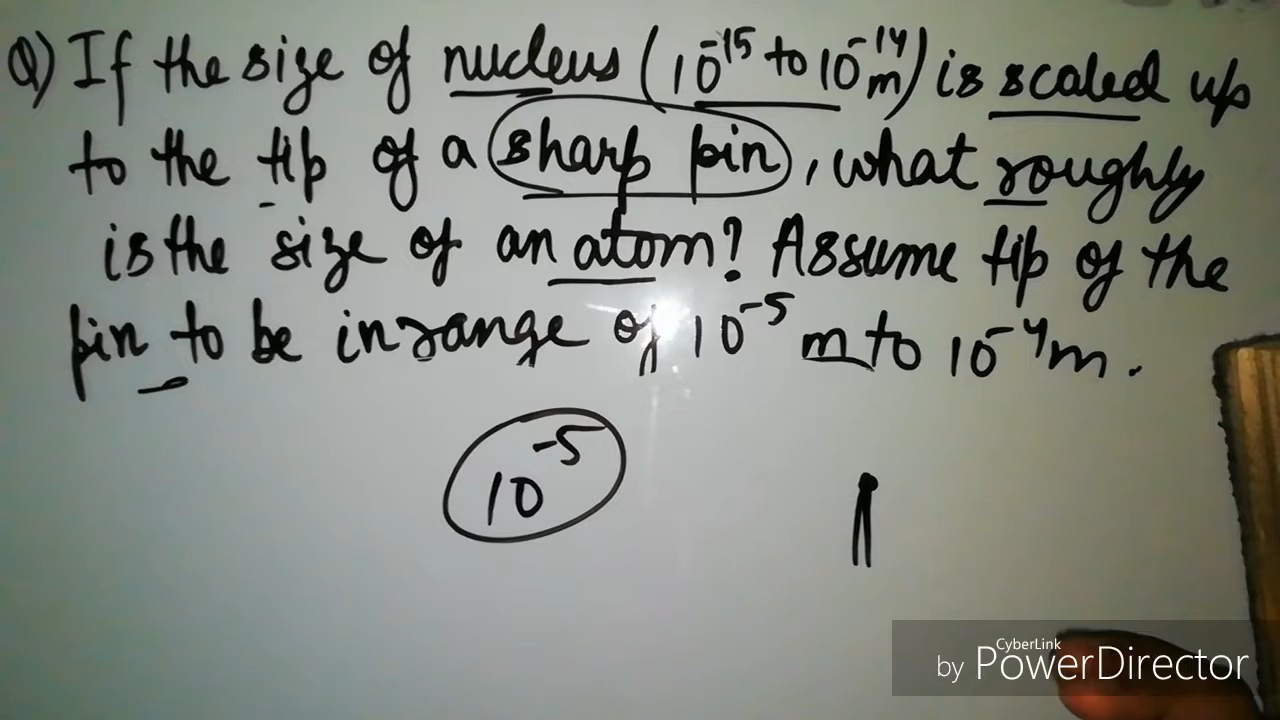 Q) If the size of nucleus (10⁻¹⁵ to 10⁻¹⁴m) is scaled up
to the tip of a sharp pin, what roughly
is the size of an atom? Assume tip of the
pin to be in range of 10⁻⁵ m to 10⁻⁴m.
10⁻⁵
CyberLink
by PowerDirector